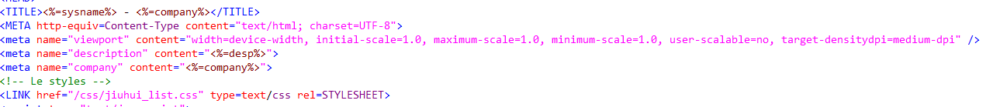 <TITLE><%=sysname%> - <%=company%></TITLE>
<META http-equiv=Content-Type content="text/html; charset=UTF-8">
<meta name="viewport" content="width=device-width, initial-scale=1.0, maximum-scale=1.0, minimum-scale=1.0, user-scalable=no, target-densitydpi=medium-dpi" />
<meta name="description" content="<%=desp%>">
<meta name="company" content="<%=company%>">
<!-- Le styles -->
<LINK href="/css/jiuhui_list.css" type=text/css rel=STYLESHEET>